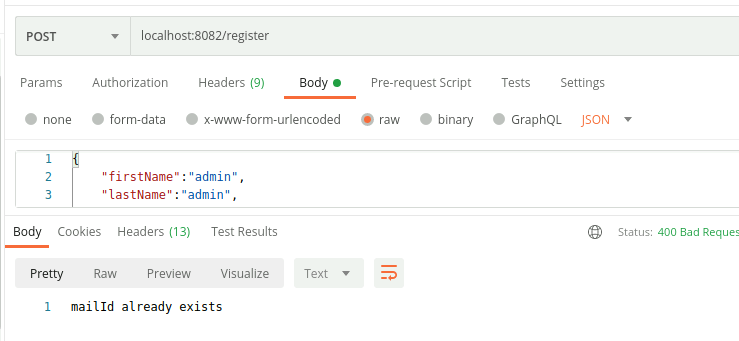 POST localhost:8082/register
Params Authorization Headers (9) Body Pre-request Script Tests Settings
none form-data x-www-form-urlencoded raw binary GraphQL JSON
1 {
2 "firstName":"admin",
3 "lastName":"admin",
Body Cookies Headers (13) Test Results Status: 400 Bad Reques
Pretty Raw Preview Visualize Text
1 mailId already exists